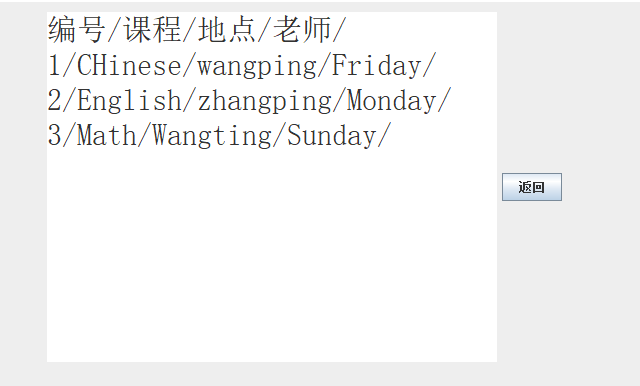 编号/课程/地点/老师/
1/CHinese/wangping/Friday/
2/English/zhangping/Monday/
3/Math/Wangting/Sunday/
返回